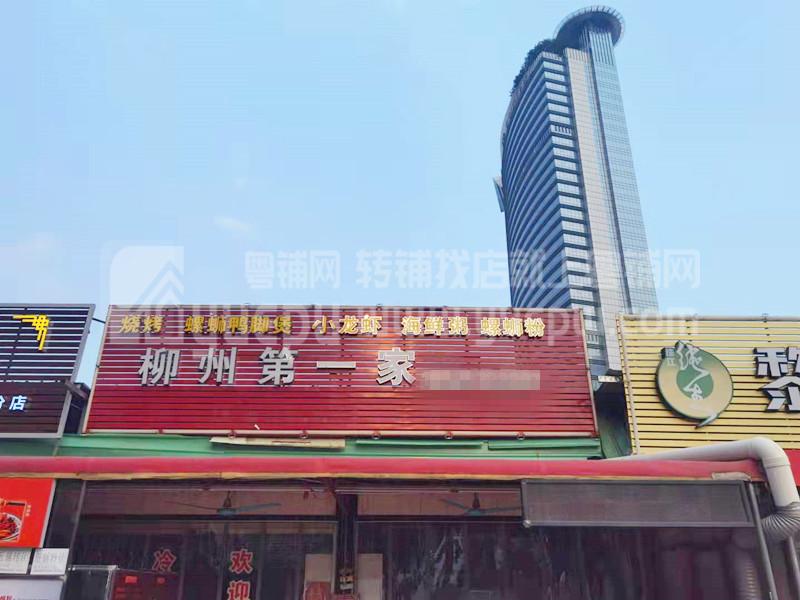 粤铺网 转铺找店就上粤铺网
烧烤 螺蛳鸭脚煲 小龙虾 海鲜粥 螺蛳粉
柳州第一家
分店
黎
冷
欢迎